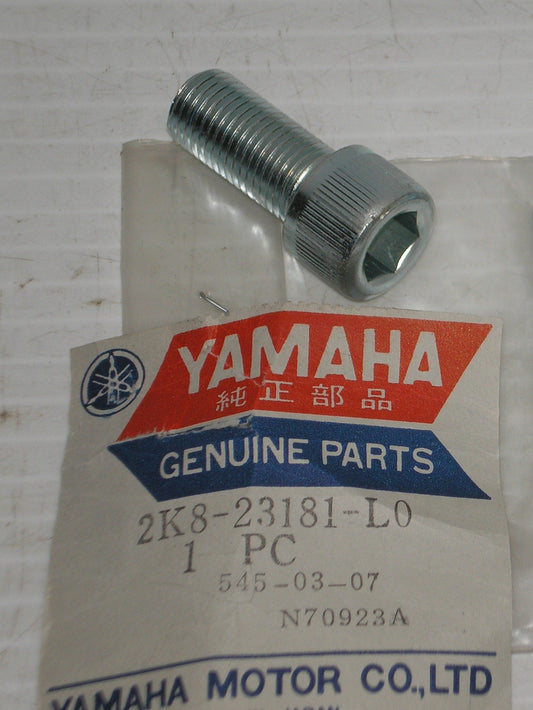 YAMAHA
純正部品
GENUINE PARTS
2K8-23181-L0
1 PC
545-03-07
N70923A
YAMAHA MOTOR CO.,LTD